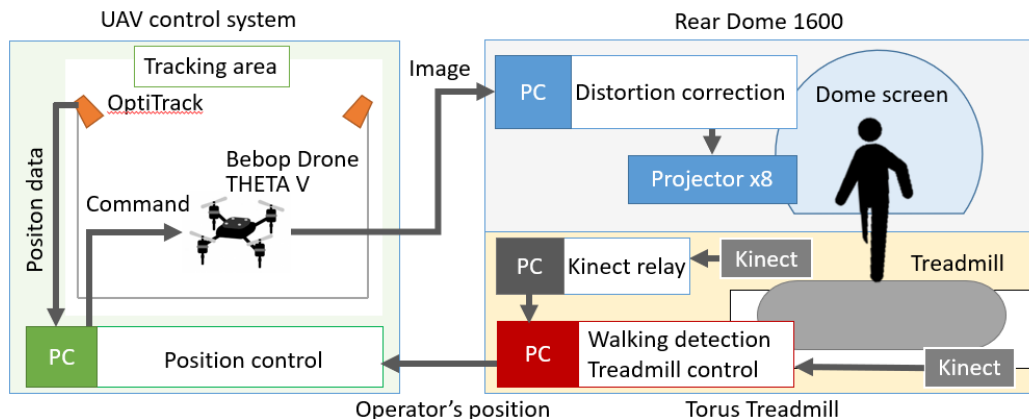 UAV control system
Rear Dome 1600
Tracking area
OptiTrack
Image
PC
Distortion correction
Dome screen
Projector x8
Bebop Drone
THETA V
Command
Positon data
PC
Kinect relay
Kinect
Treadmill
PC
Position control
PC
Walking detection
Treadmill control
Kinect
Operator's position
Torus Treadmill